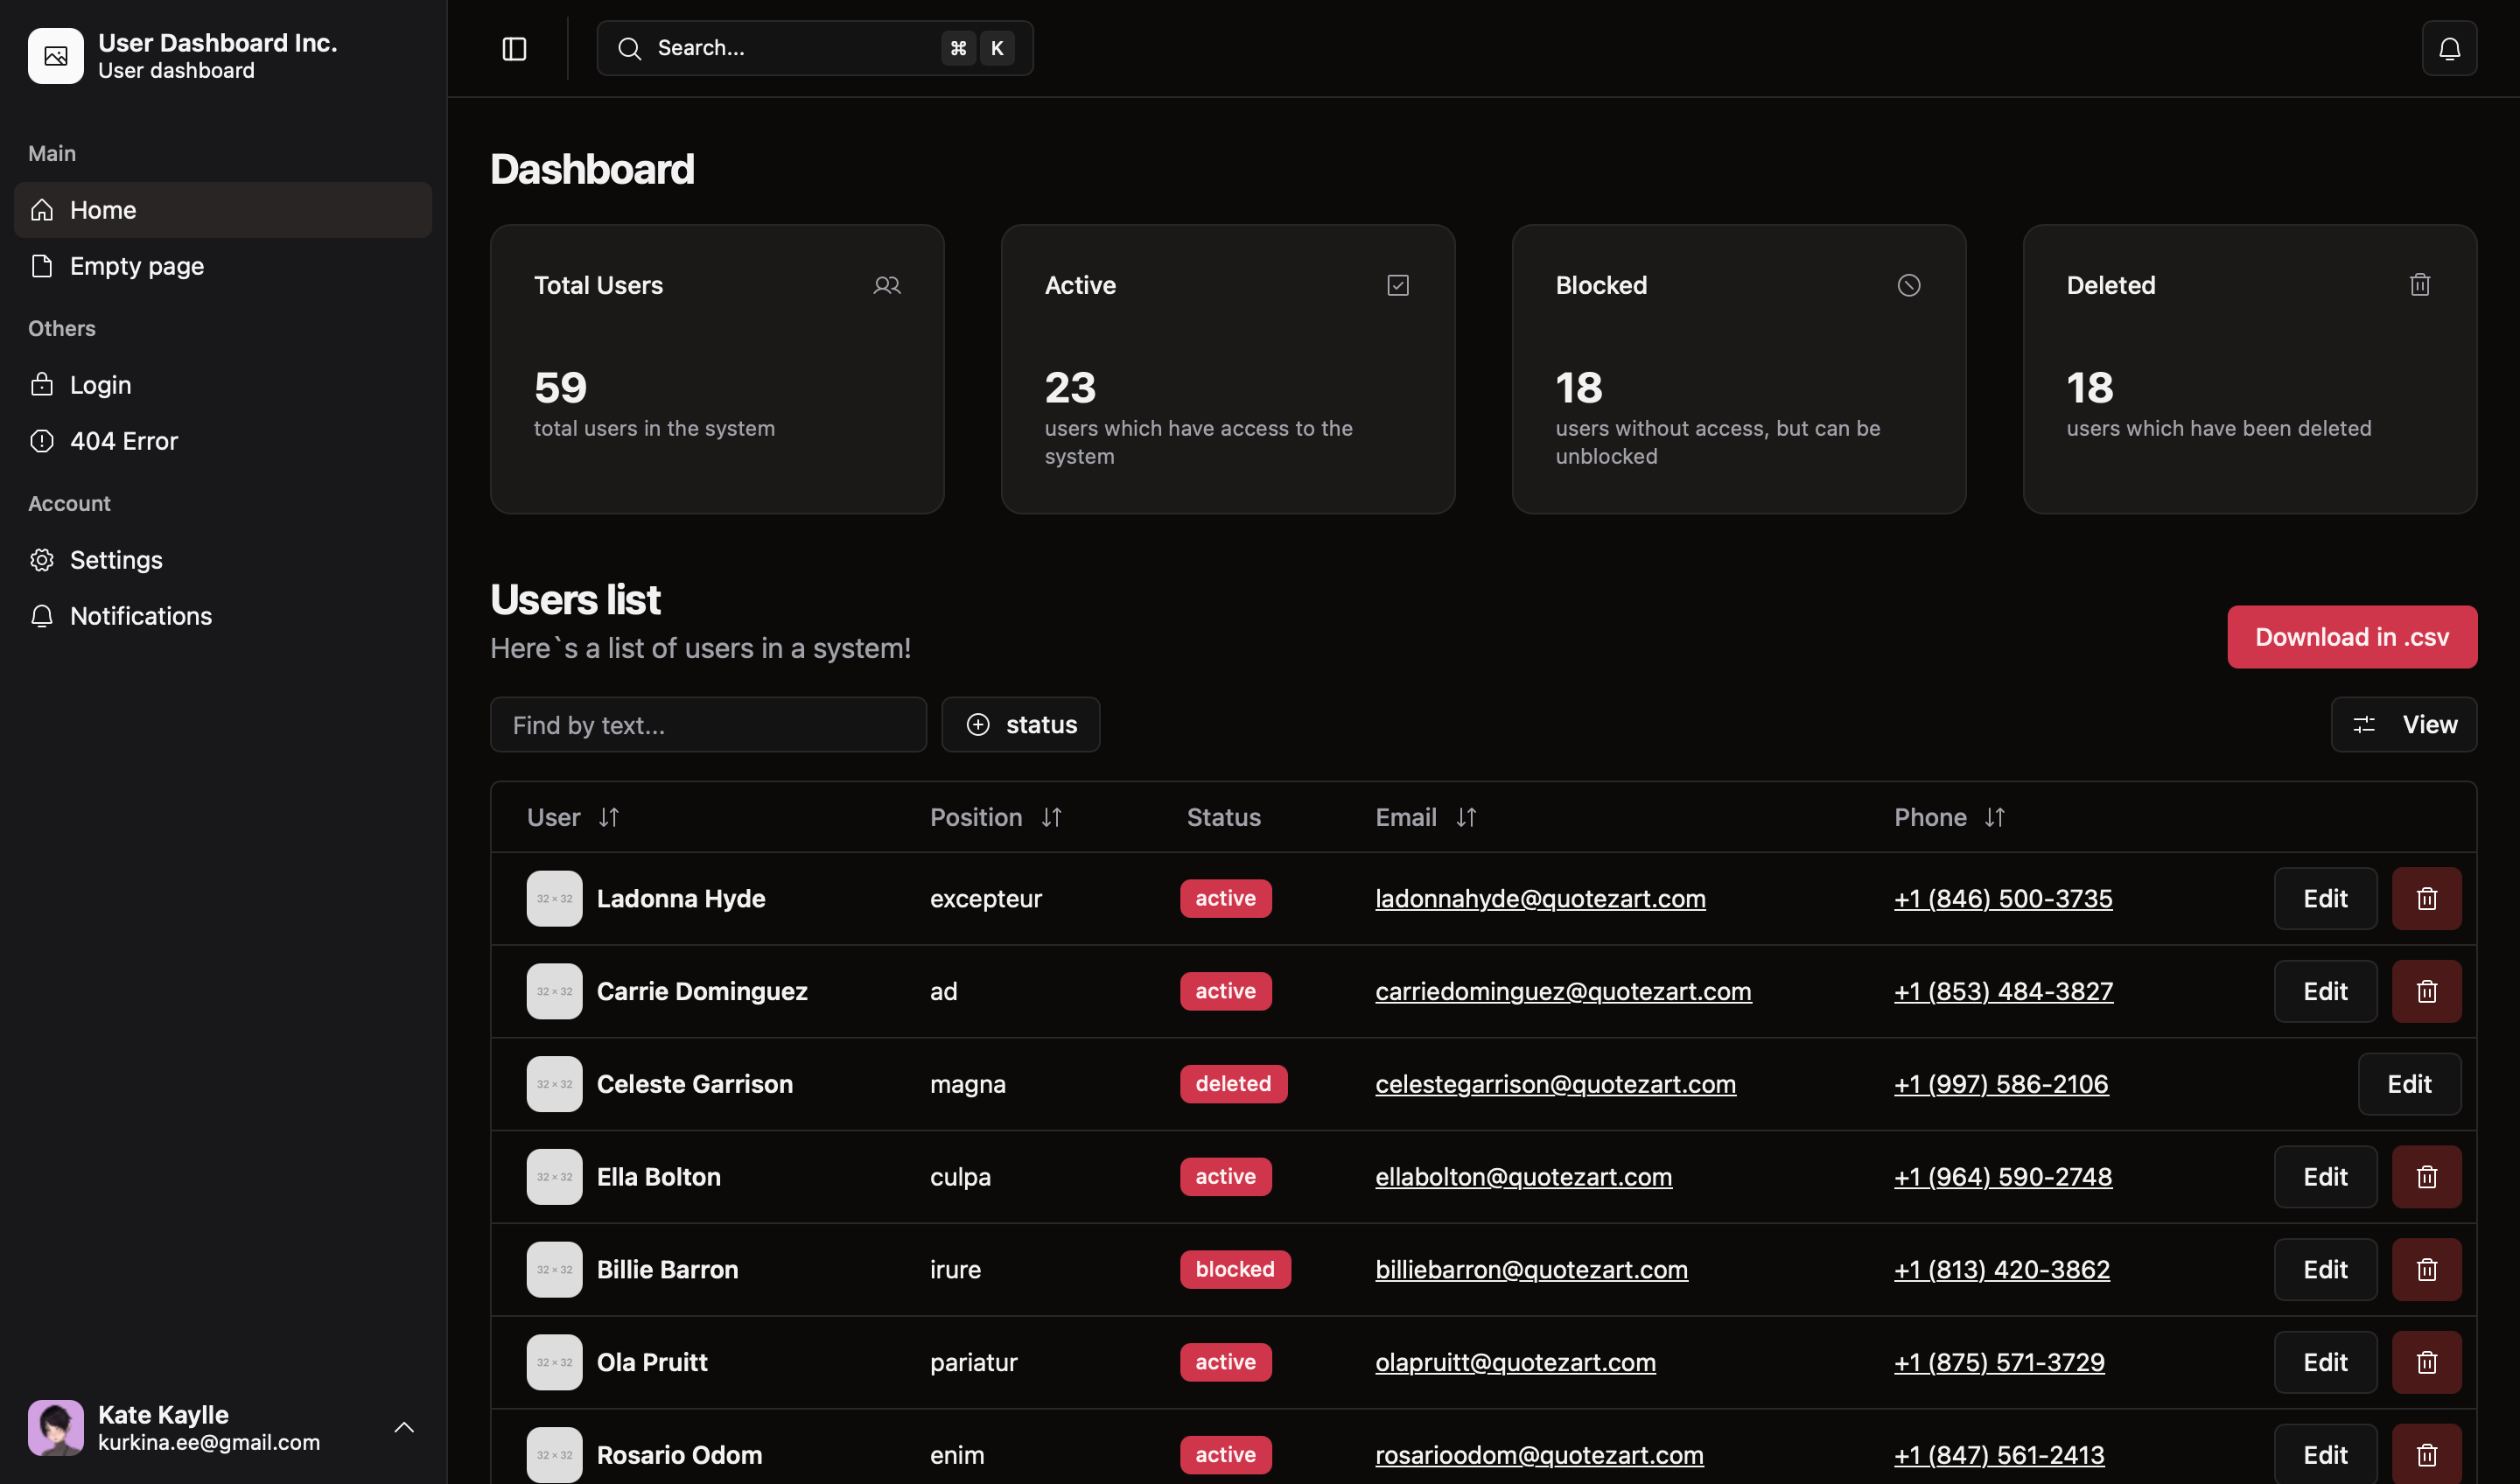 User Dashboard Inc.
User dashboard
Main
Home
Empty page
Others
Login
404 Error
Account
Settings
Notifications
Kate Kaylle
kurkina.ee@gmail.com
Search... ⌘ K
Dashboard
Total Users
59
total users in the system
Active
23
users which have access to the
system
Blocked
18
users without access, but can be
unblocked
Deleted
18
users which have been deleted
Users list
Here`s a list of users in a system!
Download in .csv
Find by text...
status
View
User Position Status Email Phone
32 × 32 Ladonna Hyde excepteur active ladonnahyde@quotezart.com +1 (846) 500-3735 Edit
32 × 32 Carrie Dominguez ad active carriedominguez@quotezart.com +1 (853) 484-3827 Edit
32 × 32 Celeste Garrison magna deleted celestegarrison@quotezart.com +1 (997) 586-2106 Edit
32 × 32 Ella Bolton culpa active ellabolton@quotezart.com +1 (964) 590-2748 Edit
32 × 32 Billie Barron irure blocked billiebarron@quotezart.com +1 (813) 420-3862 Edit
32 × 32 Ola Pruitt pariatur active olapruitt@quotezart.com +1 (875) 571-3729 Edit
32 × 32 Rosario Odom enim active rosarioodom@quotezart.com +1 (847) 561-2413 Edit